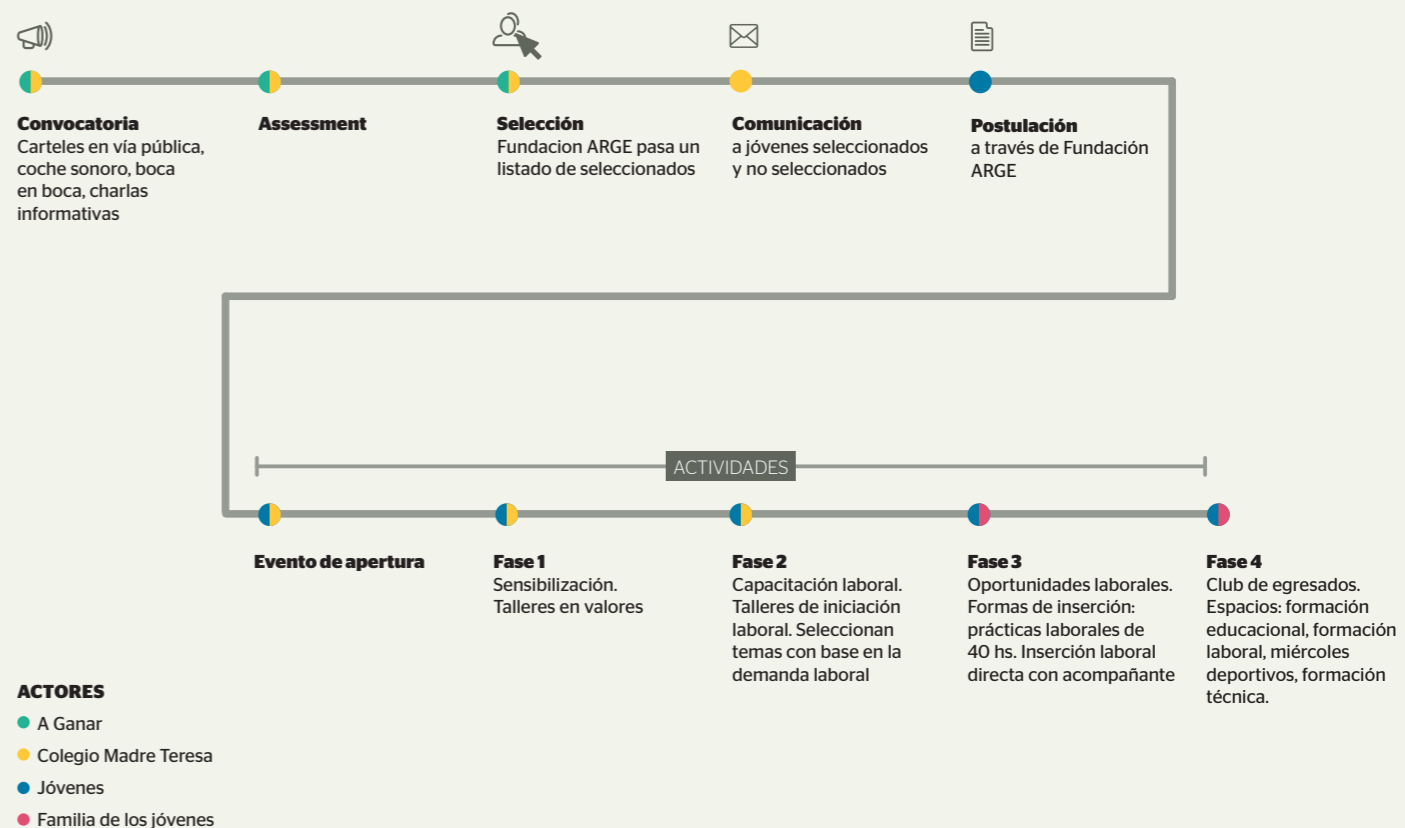 Convocatoria
Carteles en vía pública,
coche sonoro, boca
en boca, charlas
informativas
Assessment
Selección
Fundacion ARGE pasa un
listado de seleccionados
Comunicación
a jóvenes seleccionados
y no seleccionados
Postulación
a través de Fundación
ARGE
ACTIVIDADES
Evento de apertura
Fase 1
Sensibilización.
Talleres en valores
Fase 2
Capacitación laboral.
Talleres de iniciación
laboral. Seleccionan
temas con base en la
demanda laboral
Fase 3
Oportunidades laborales.
Formas de inserción:
prácticas laborales de
40 hs. Inserción laboral
directa con acompañante
Fase 4
Club de egresados.
Espacios: formación
educacional, formación
laboral, miércoles
deportivos, formación
técnica.
ACTORES
A Ganar
Colegio Madre Teresa
Jóvenes
Familia de los jóvenes